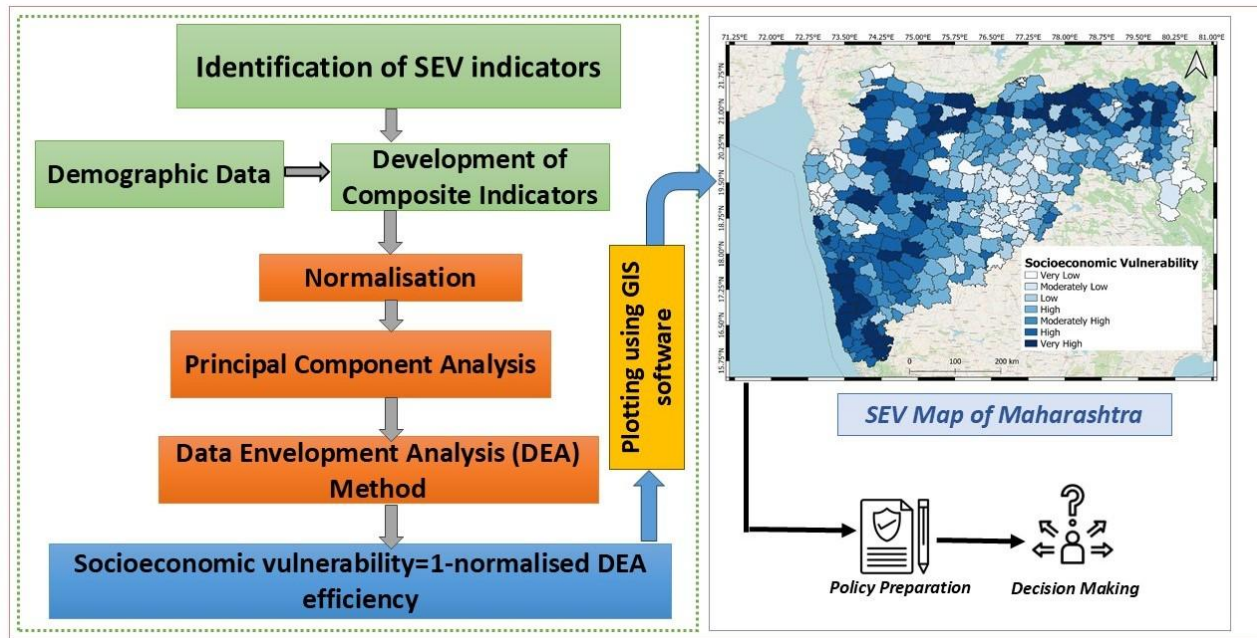 Identification of SEV indicators
Demographic Data
Development of
Composite Indicators
Normalisation
Principal Component Analysis
Data Envelopment Analysis (DEA)
Method
Socioeconomic vulnerability=1-normalised DEA
efficiency
Plotting using GIS
software
71.25°E 72.00°E 72.75°E 73.50°E 74.25°E 75.00°E 75.75°E 76.50°E 77.25°E 78.00°E 78.75°E 79.50°E 80.25°E 81.00°E
21.75°N
21.00°N
20.25°N
19.50°N
18.75°N
18.00°N
17.25°N
16.50°N
15.75°N
Socioeconomic Vulnerability
Very Low
Moderately Low
Low
High
Moderately High
High
Very High
0 100 200 km
SEV Map of Maharashtra
Policy Preparation
Decision Making